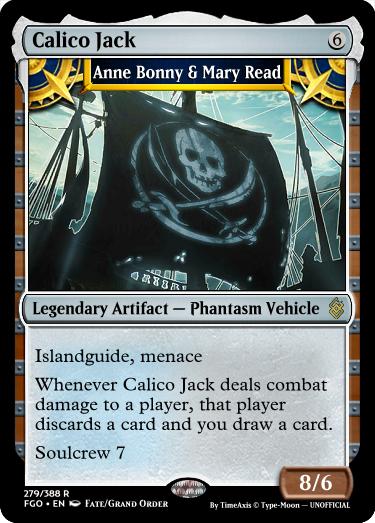 Calico Jack 6
Anne Bonny & Mary Read
Legendary Artifact — Phantasm Vehicle
Islandguide, menace
Whenever Calico Jack deals combat
damage to a player, that player
discards a card and you draw a card.
Soulcrew 7
8/6
279/388 R
FGO • EN Fate/Grand Order
By TimeAxis © Type-Moon — UNOFFICIAL